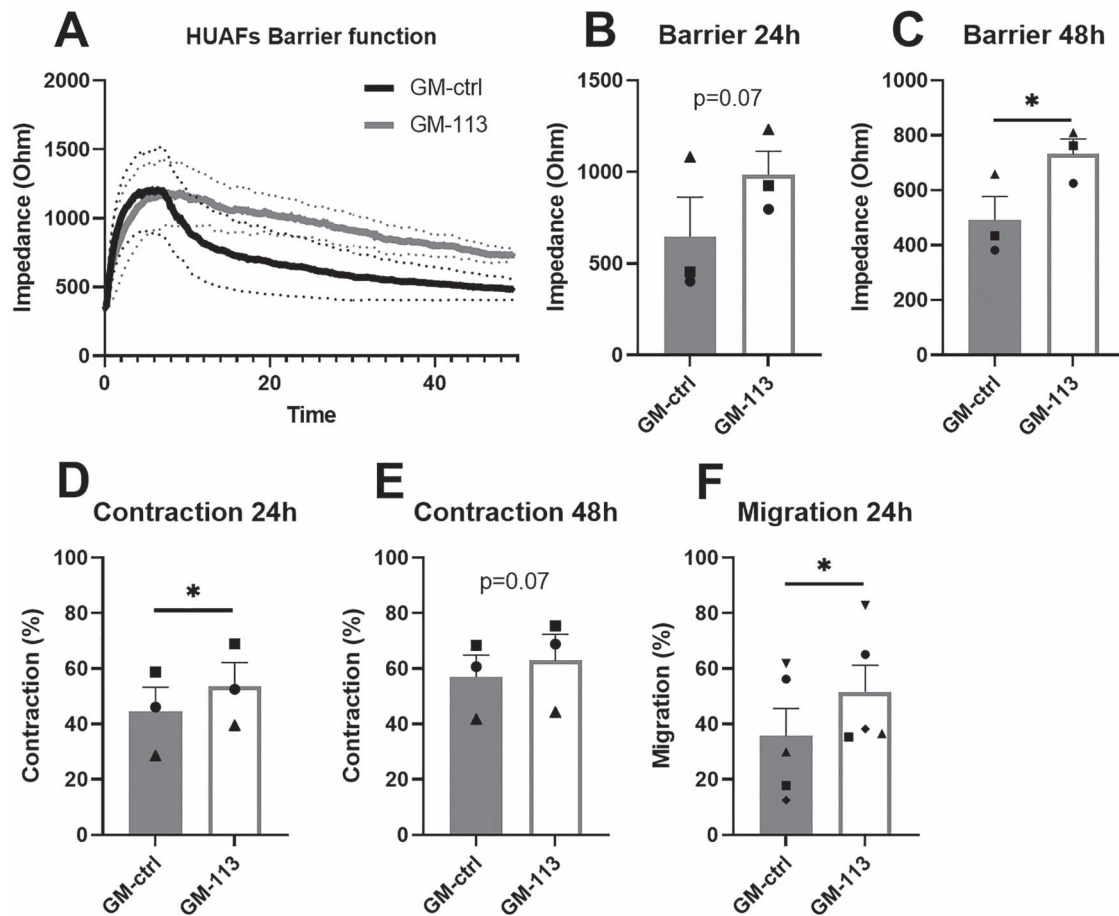 A
HUAFs Barrier function
Impedance (Ohm)
2000
1500
1000
500
0
0
20
40
Time
GM-ctrl
GM-113
B
Barrier 24h
Impedance (Ohm)
1500
1000
500
0
p=0.07
GM-ctrl
GM-113
C
Barrier 48h
Impedance (Ohm)
1000
800
600
400
200
0
*
GM-ctrl
GM-113
D
Contraction 24h
Contraction (%)
100
80
60
40
20
0
*
GM-ctrl
GM-113
E
Contraction 48h
Contraction (%)
100
80
60
40
20
0
p=0.07
GM-ctrl
GM-113
F
Migration 24h
Migration (%)
100
80
60
40
20
0
*
GM-ctrl
GM-113